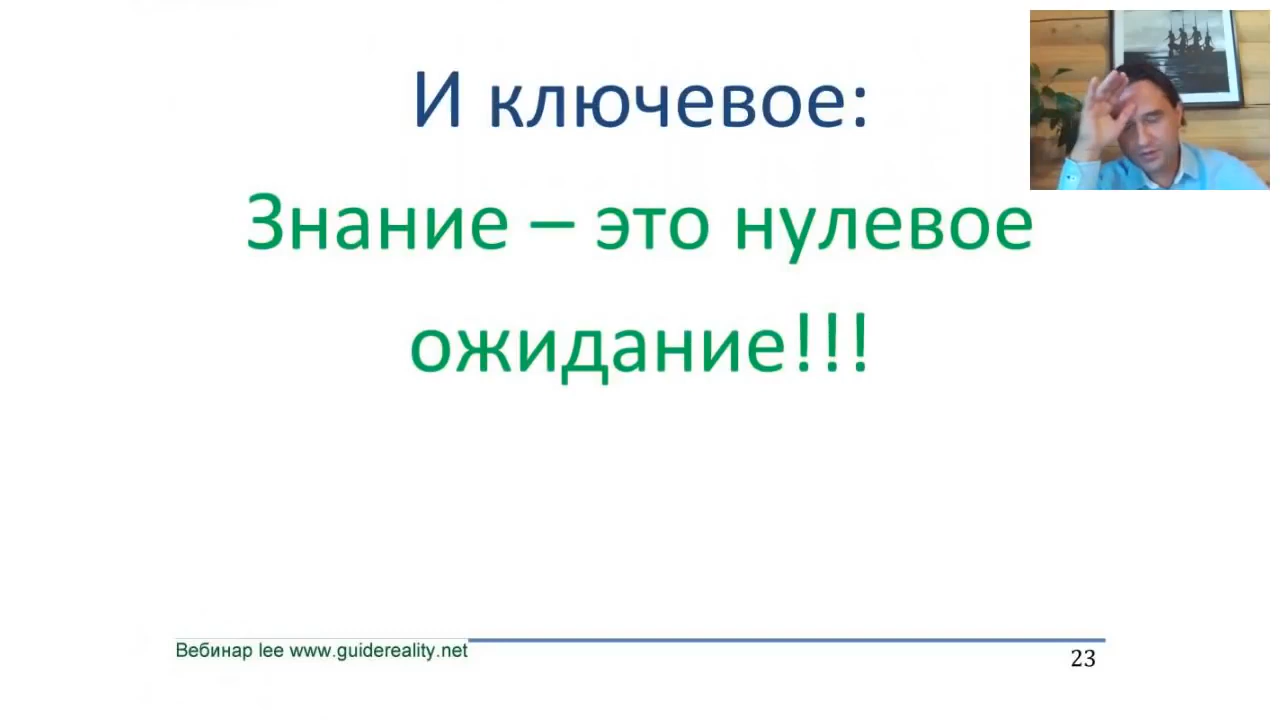 И ключевое:
Знание – это нулевое
ожидание!!!
Вебинар lee www.guidereality.net
23